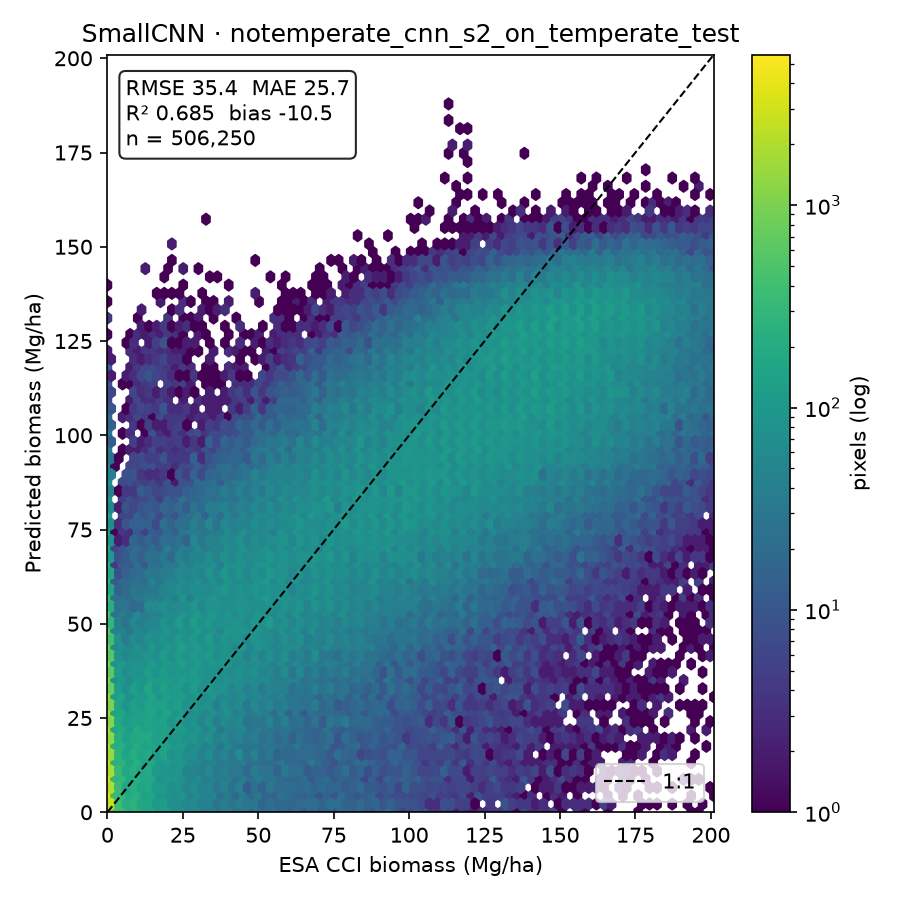 SmallCNN · notemperate_cnn_s2_on_temperate_test
RMSE 35.4 MAE 25.7
R² 0.685 bias -10.5
n = 506,250
200
175
150
125
100
75
50
25
0
Predicted biomass (Mg/ha)
0 25 50 75 100 125 150 175 200
ESA CCI biomass (Mg/ha)
1:1
10³
10²
10¹
10⁰
pixels (log)